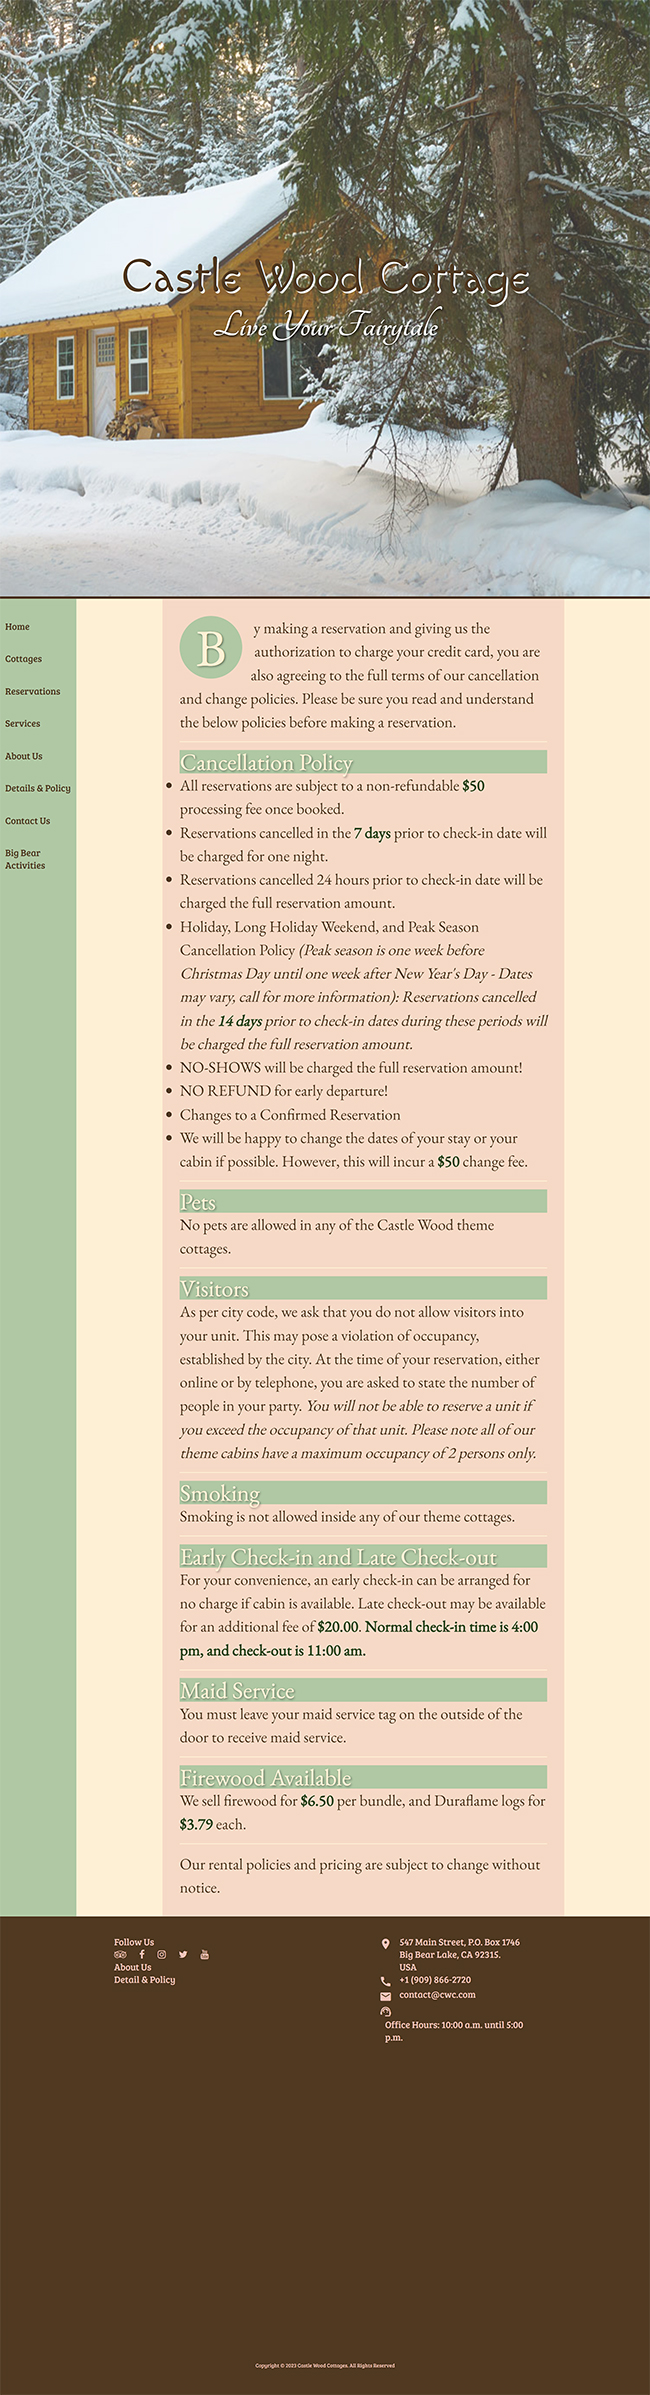 Castle Wood Cottage
Live Your Fairytale
Home
Cottages
Reservations
Services
About Us
Details & Policy
Contact Us
Big Bear
Activities
By making a reservation and giving us the
authorization to charge your credit card, you are
also agreeing to the full terms of our cancellation
and change policies. Please be sure you read and understand
the below policies before making a reservation.
Cancellation Policy
All reservations are subject to a non-refundable $50
processing fee once booked.
Reservations cancelled in the 7 days prior to check-in date will
be charged for one night.
Reservations cancelled 24 hours prior to check-in date will be
charged the full reservation amount.
Holiday, Long Holiday Weekend, and Peak Season
Cancellation Policy (Peak season is one week before
Christmas Day until one week after New Year's Day - Dates
may vary, call for more information): Reservations cancelled
in the 14 days prior to check-in dates during these periods will
be charged the full reservation amount.
NO-SHOWS will be charged the full reservation amount!
NO REFUND for early departure!
Changes to a Confirmed Reservation
We will be happy to change the dates of your stay or your
cabin if possible. However, this will incur a $50 change fee.
Pets
No pets are allowed in any of the Castle Wood theme
cottages.
Visitors
As per city code, we ask that you do not allow visitors into
your unit. This may pose a violation of occupancy,
established by the city. At the time of your reservation, either
online or by telephone, you are asked to state the number of
people in your party. You will not be able to reserve a unit if
you exceed the occupancy of that unit. Please note all of our
theme cabins have a maximum occupancy of 2 persons only.
Smoking
Smoking is not allowed inside any of our theme cottages.
Early Check-in and Late Check-out
For your convenience, an early check-in can be arranged for
no charge if cabin is available. Late check-out may be available
for an additional fee of $20.00. Normal check-in time is 4:00
pm, and check-out is 11:00 am.
Maid Service
You must leave your maid service tag on the outside of the
door to receive maid service.
Firewood Available
We sell firewood for $6.50 per bundle, and Duraflame logs for
$3.79 each.
Our rental policies and pricing are subject to change without
notice.
Follow Us
About Us
Detail & Policy
547 Main Street, P.O. Box 1746
Big Bear Lake, CA 92315.
USA
+1 (909) 866-2720
contact@cwc.com
Office Hours: 10:00 a.m. until 5:00
p.m.
Copyright © 2023 Castle Wood Cottages. All Rights Reserved